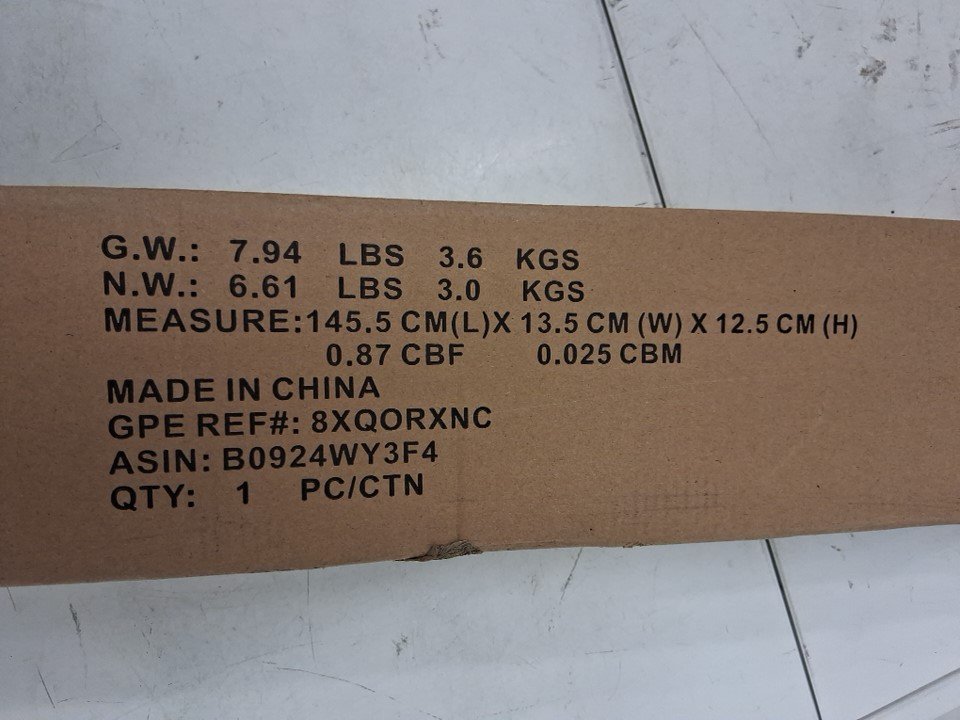 G.W.: 7.94 LBS 3.6 KGS
N.W.: 6.61 LBS 3.0 KGS
MEASURE:145.5 CM(L)X 13.5 CM (W) X 12.5 CM (H)
0.87 CBF 0.025 CBM
MADE IN CHINA
GPE REF#: 8XQORXNC
ASIN: B0924WY3F4
QTY: 1 PC/CTN